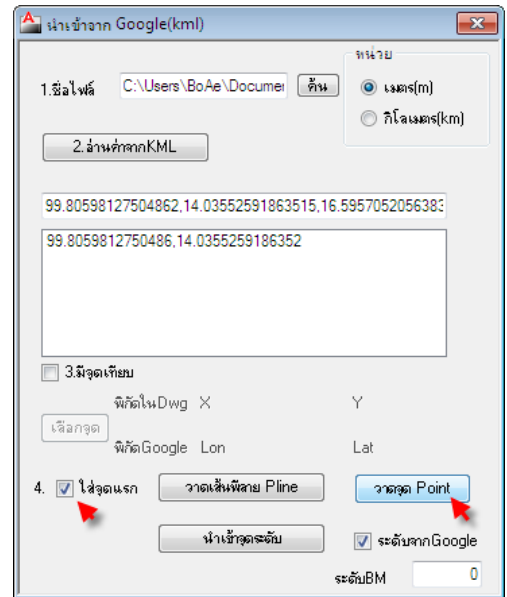 นำเข้าจาก Google(kml)
หน่วย
1.ชื่อไฟล์ C:\Users\BoAe\Documer ค้น
เมตร(m)
กิโลเมตร(km)
2.อ่านค่าจากKML
99.80598127504862,14.03552591863515,16.5957052056383
99.8059812750486,14.0355259186352
3.มีจุดเทียบ
พิกัดในDwg X Y
เลือกจุด
พิกัดGoogle Lon Lat
4. ใส่จุดแรก วาดเส้นพีลาย Pline วาดจุด Point
นำเข้าจุดระดับ ระดับจากGoogle
ระดับBM 0